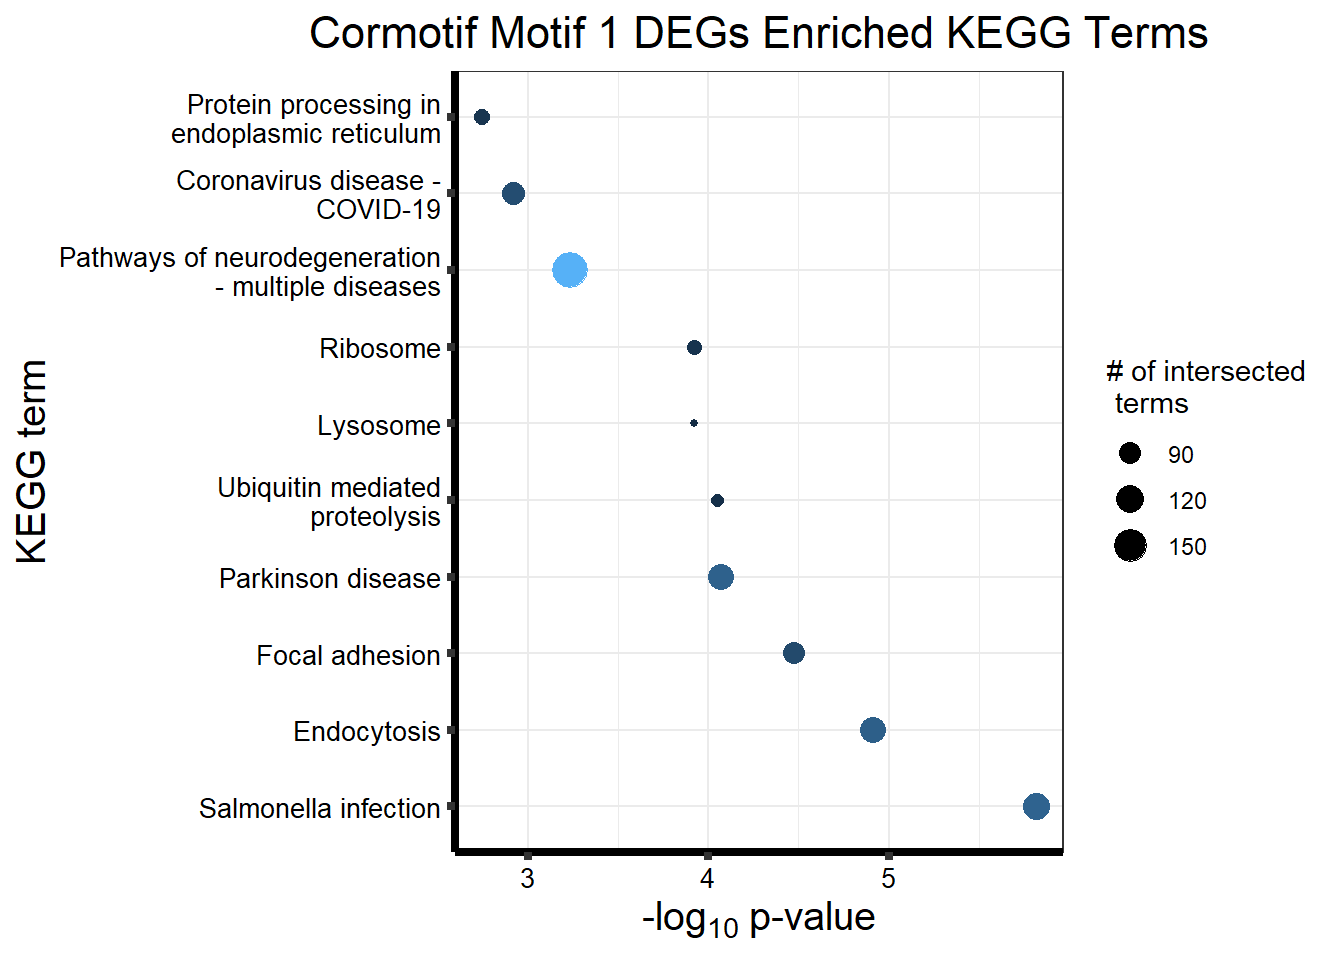 Cormotif Motif 1 DEGs Enriched KEGG Terms
KEGG term
Protein processing in
endoplasmic reticulum
Coronavirus disease -
COVID-19
Pathways of neurodegeneration
- multiple diseases
Ribosome
Lysosome
Ubiquitin mediated
proteolysis
Parkinson disease
Focal adhesion
Endocytosis
Salmonella infection
3 4 5
-log10 p-value
# of intersected
terms
90
120
150